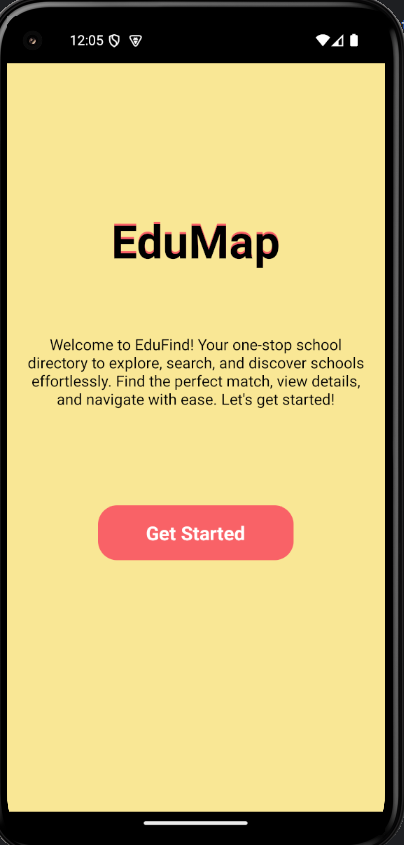 12:05
EduMap
Welcome to EduFind! Your one-stop school
directory to explore, search, and discover schools
effortlessly. Find the perfect match, view details,
and navigate with ease. Let's get started!
Get Started